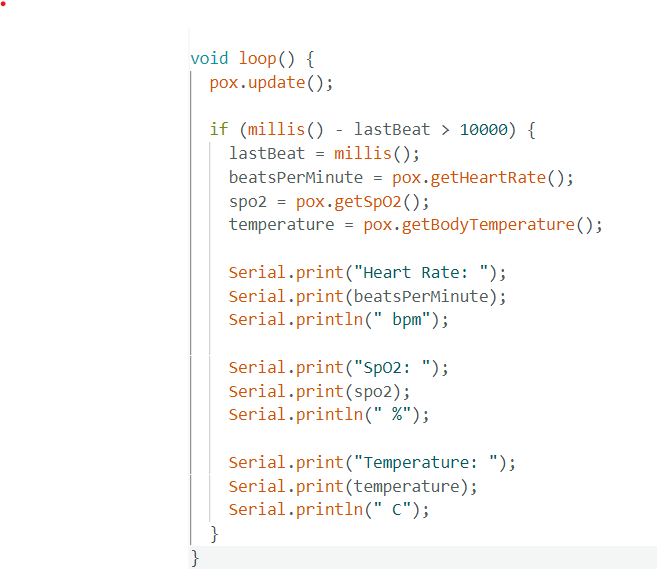 void loop() {
  pox.update();

  if (millis() - lastBeat > 10000) {
    lastBeat = millis();
    beatsPerMinute = pox.getHeartRate();
    spo2 = pox.getSpO2();
    temperature = pox.getBodyTemperature();

    Serial.print("Heart Rate: ");
    Serial.print(beatsPerMinute);
    Serial.println(" bpm");

    Serial.print("SpO2: ");
    Serial.print(spo2);
    Serial.println(" %");

    Serial.print("Temperature: ");
    Serial.print(temperature);
    Serial.println(" C");
  }
}